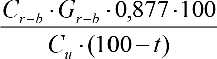 C_{r-b} · G_{r-b} · 0,877 · 100
C_u · (100 – t)